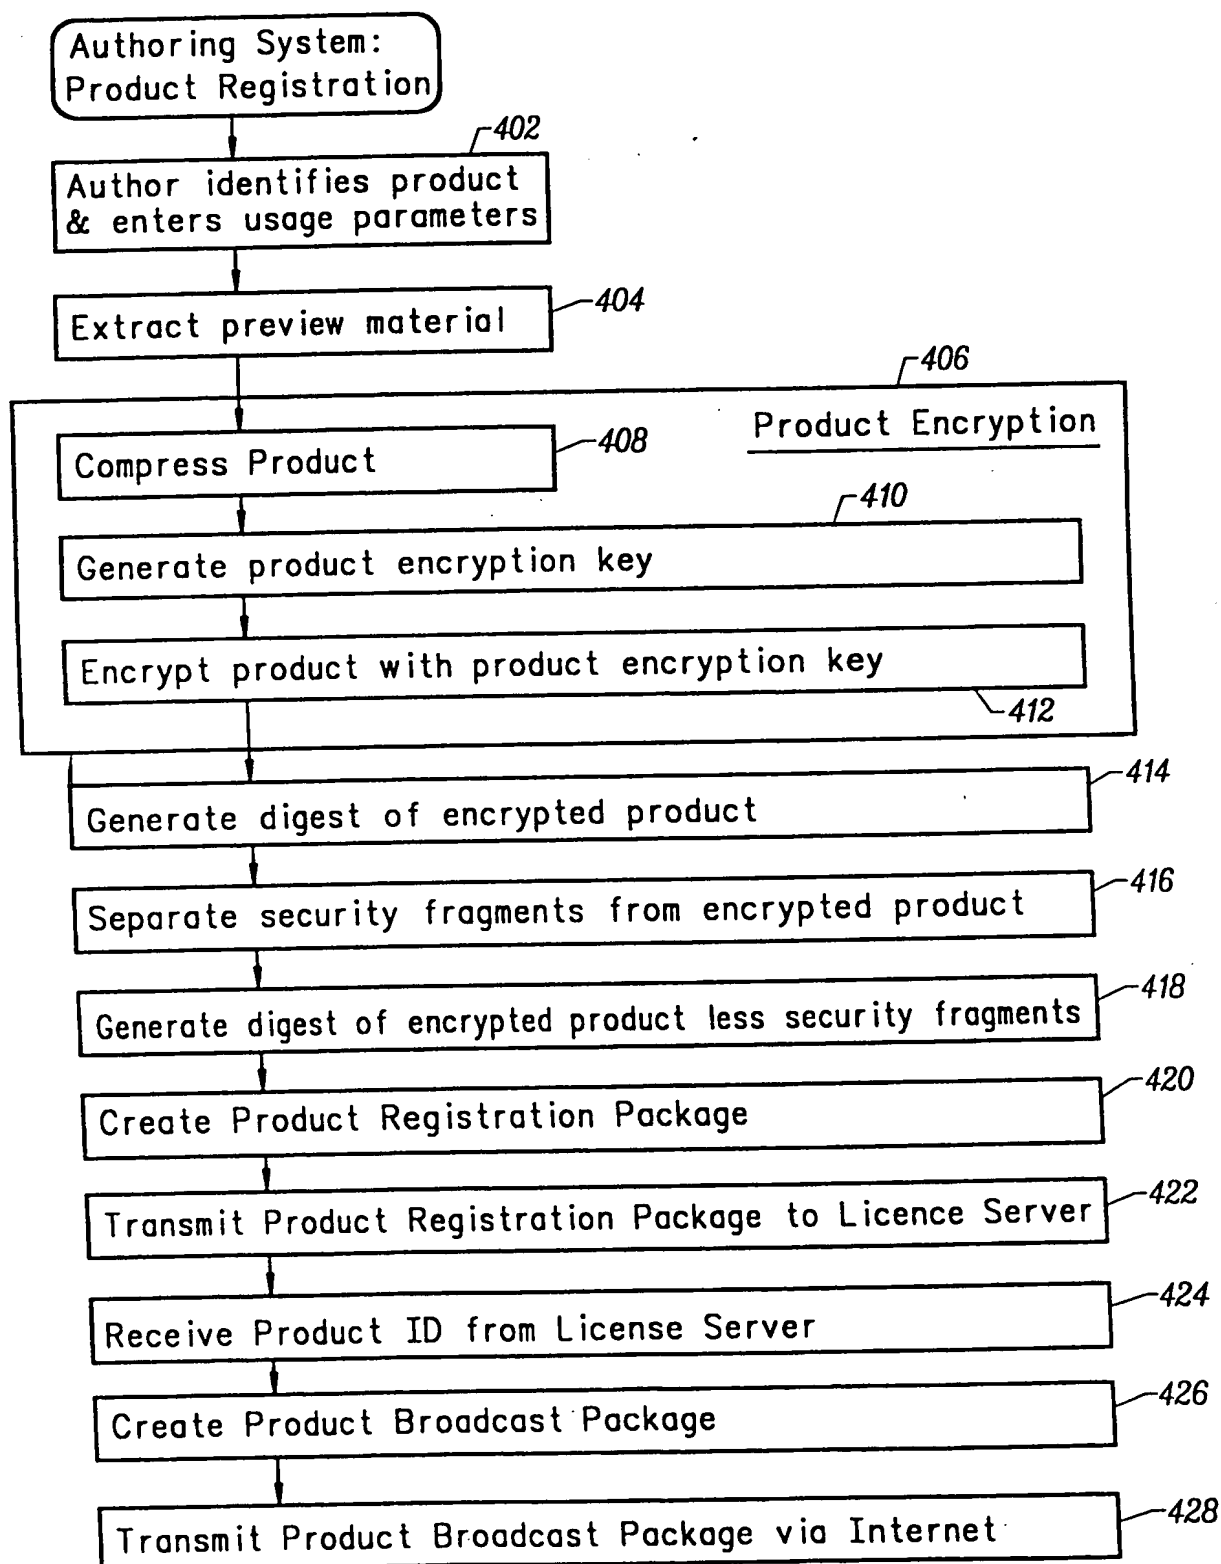 Authoring System:
Product Registration
402
Author identifies product
& enters usage parameters
404
Extract preview material
406
Product Encryption
408
Compress Product
410
Generate product encryption key
Encrypt product with product encryption key
412
414
Generate digest of encrypted product
416
Separate security fragments from encrypted product
418
Generate digest of encrypted product less security fragments
420
Create Product Registration Package
422
Transmit Product Registration Package to Licence Server
424
Receive Product ID from License Server
426
Create Product Broadcast Package
428
Transmit Product Broadcast Package via Internet